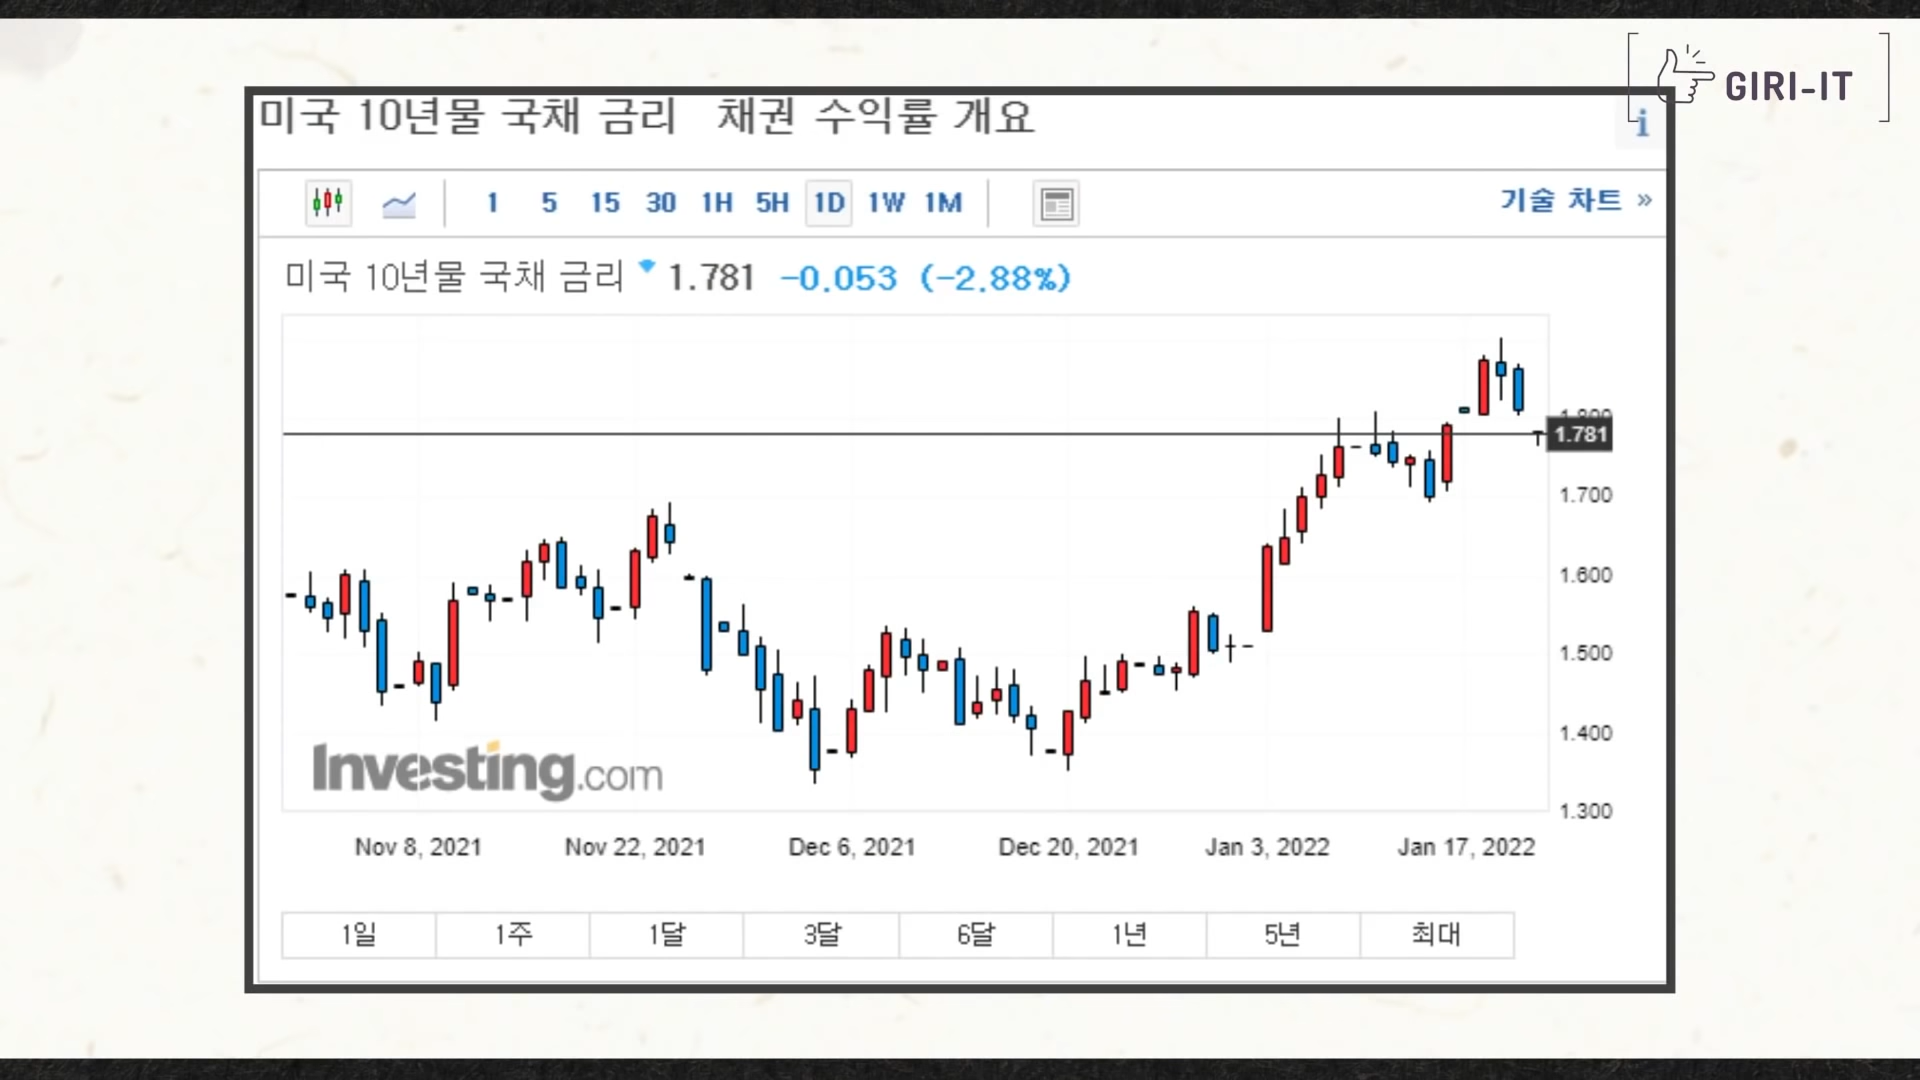 GIRI-IT
미국 10년물 국채 금리 채권 수익률 개요
i
1 5 15 30 1H 5H 1D 1W 1M
기술 차트 »
미국 10년물 국채 금리 1.781 -0.053 (-2.88%)
1.800
1.781
1.700
1.600
1.500
1.400
1.300
Investing.com
Nov 8, 2021 Nov 22, 2021 Dec 6, 2021 Dec 20, 2021 Jan 3, 2022 Jan 17, 2022
1일 1주 1달 3달 6달 1년 5년 최대